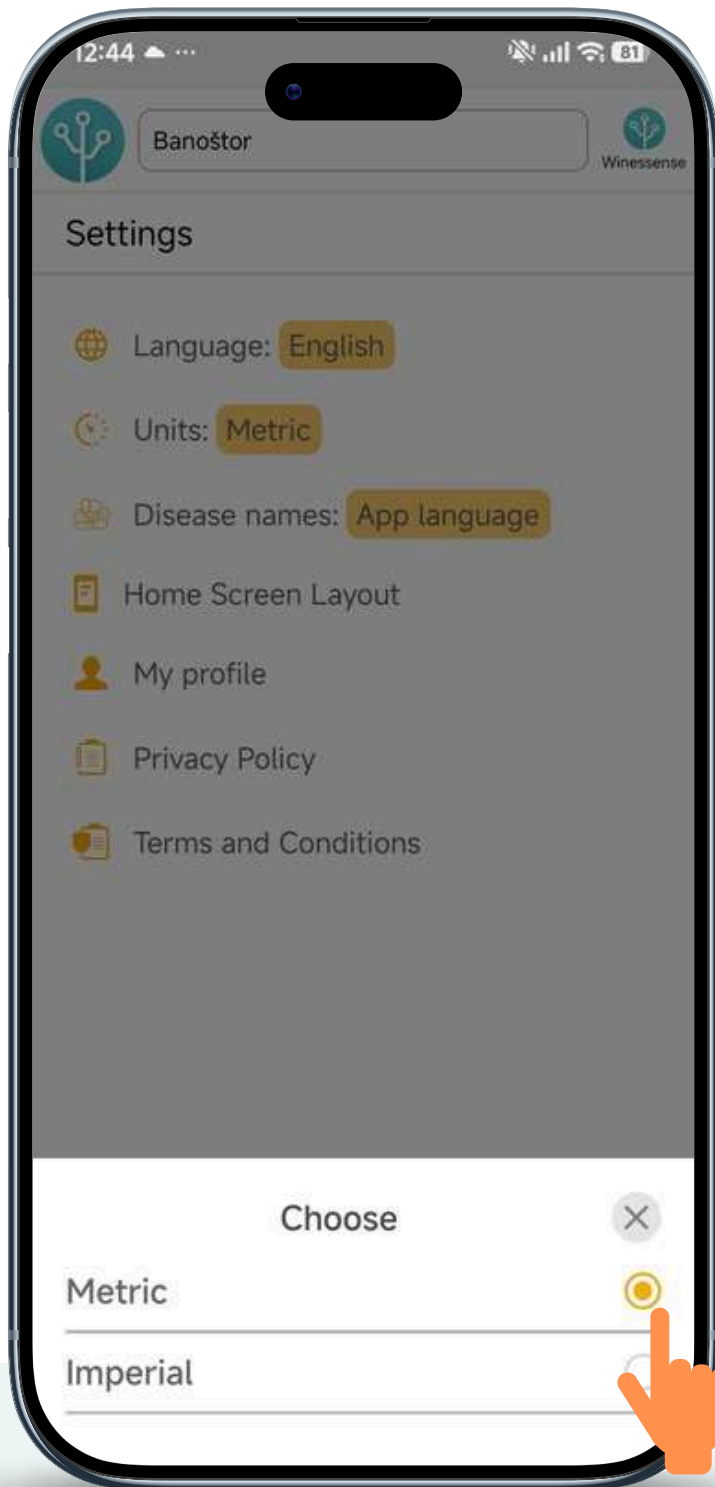 12:44
81
Banoštor
Winessense
Settings
Language: English
Units: Metric
Disease names: App language
Home Screen Layout
My profile
Privacy Policy
Terms and Conditions
Choose
Metric
Imperial